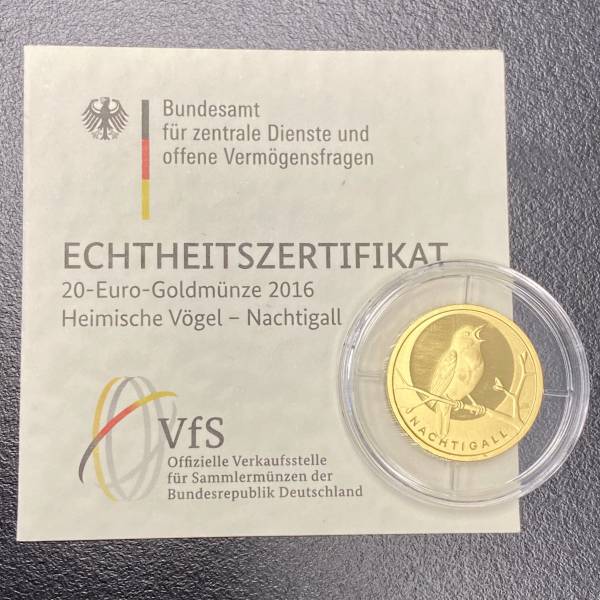 Bundesamt
für zentrale Dienste und
offene Vermögensfragen
ECHTHEITSZERTIFIKAT
20-Euro-Goldmünze 2016
Heimische Vögel – Nachtigall
VfS
Offizielle Verkaufsstelle
für Sammlermünzen der
Bundesrepublik Deutschland
NACHTIGALL